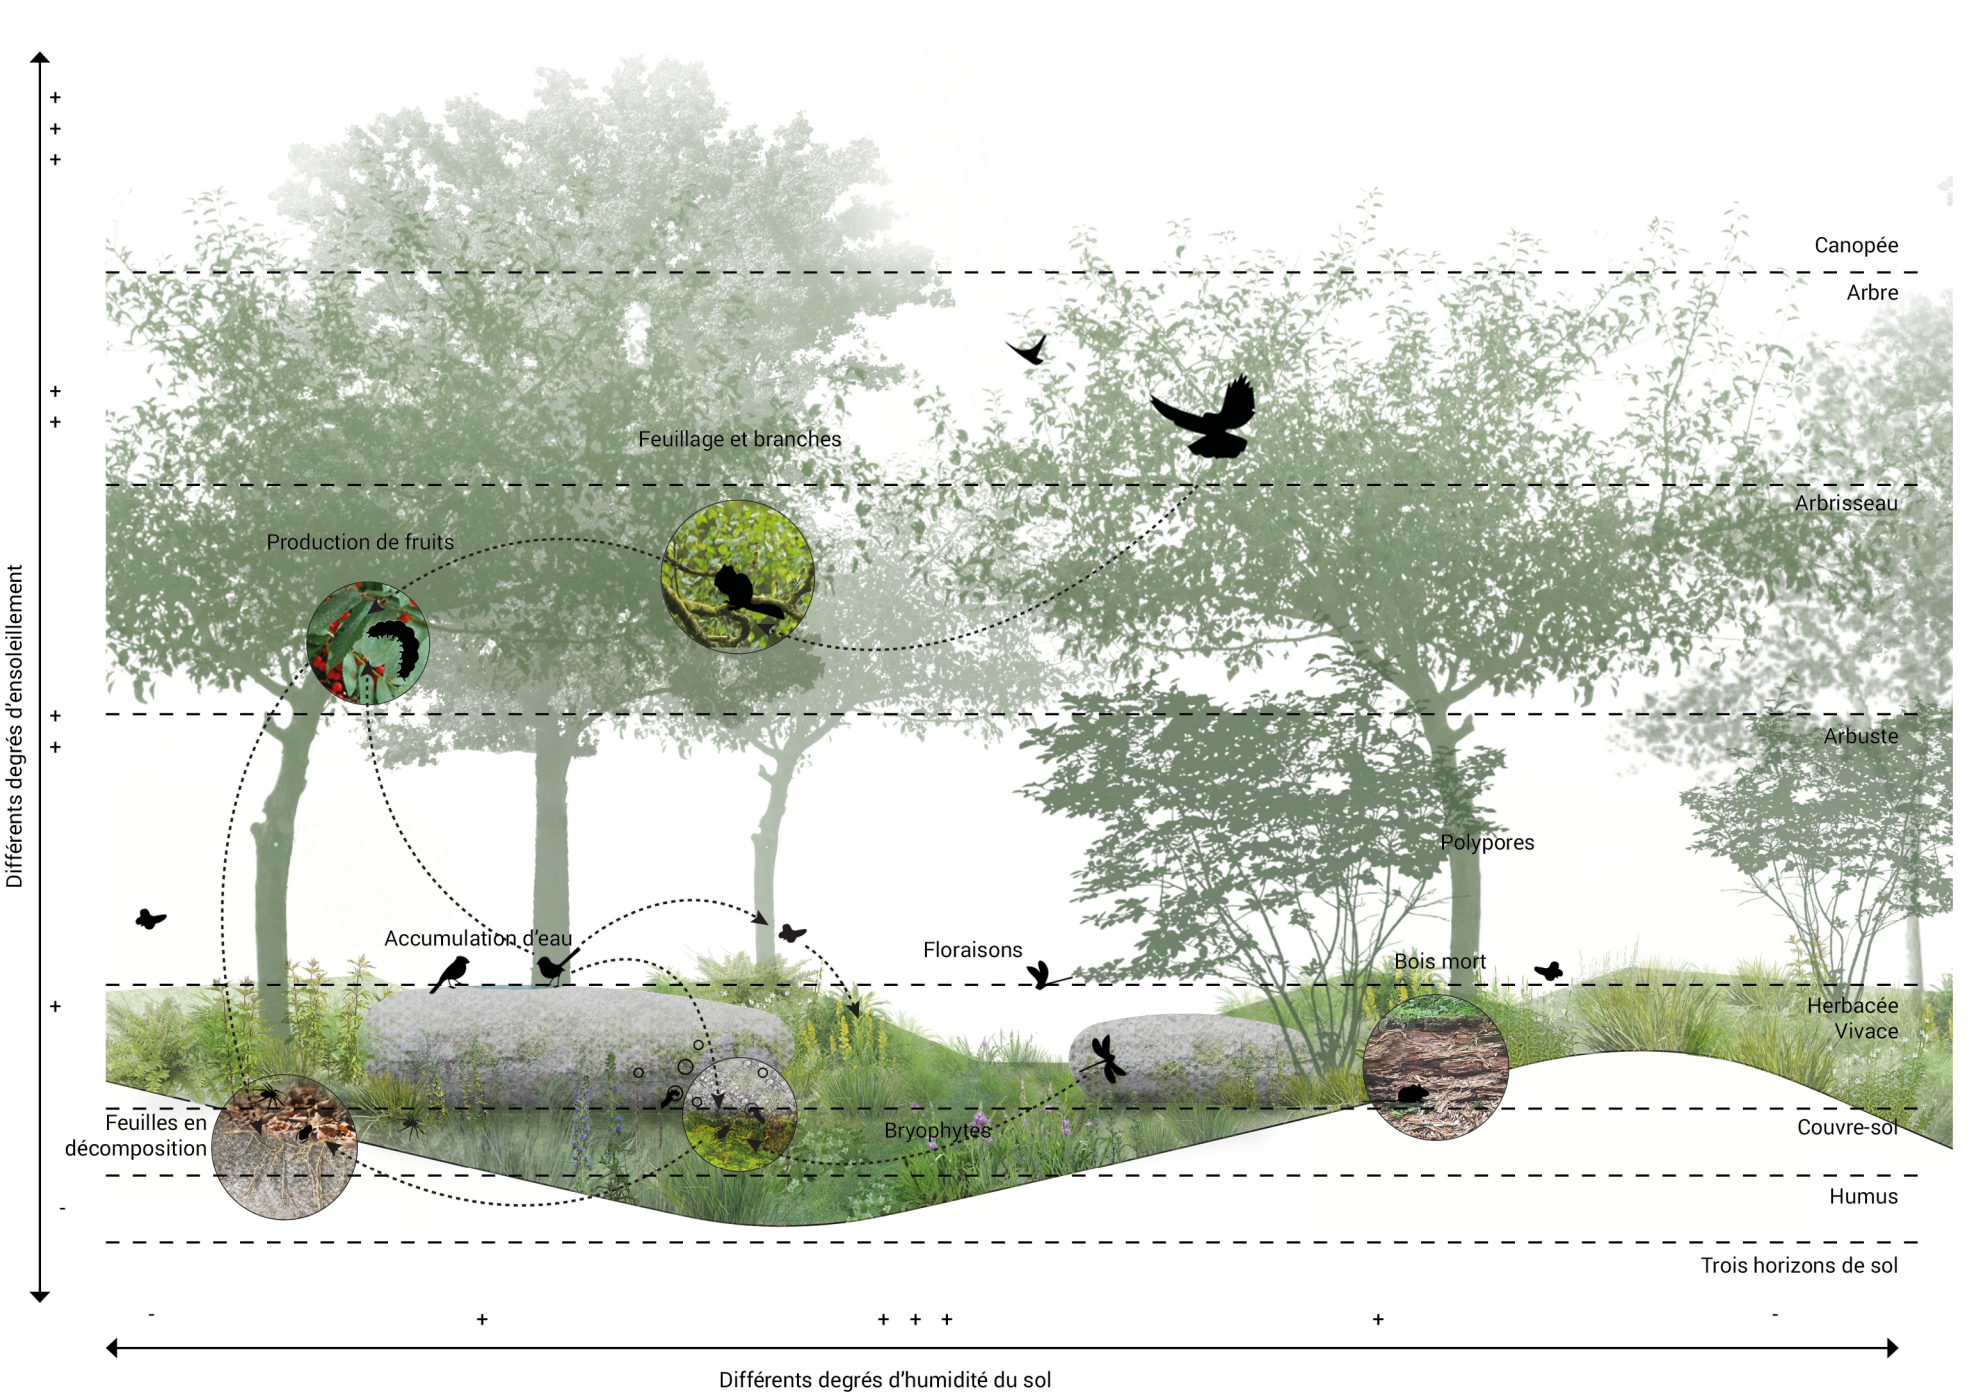 +
+
+
Canopée
Arbre
+
+
Feuillage et branches
Arbrisseau
Production de fruits
Différents degrés d'ensoleillement
+
+
Arbuste
Polypores
Accumulation d'eau
Floraisons
Bois mort
+
Herbacée
Vivace
Feuilles en
décomposition
Bryophytes
Couvre-sol
-
Humus
Trois horizons de sol
- + + + + + -
Différents degrés d'humidité du sol